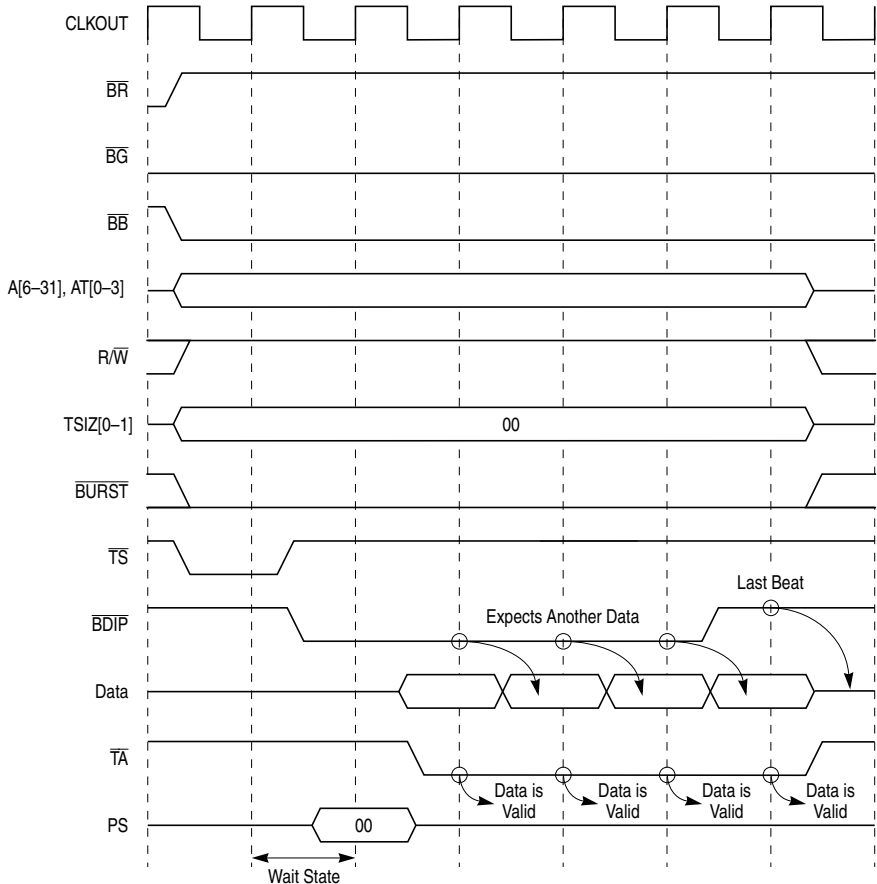 CLKOUT
BR
BG
BB
A[6–31], AT[0–3]
R/W
TSIZ[0–1]
00
BURST
TS
Last Beat
BDIP
Expects Another Data
Data
TA
Data is
Valid
Data is
Valid
Data is
Valid
Data is
Valid
PS
00
Wait State